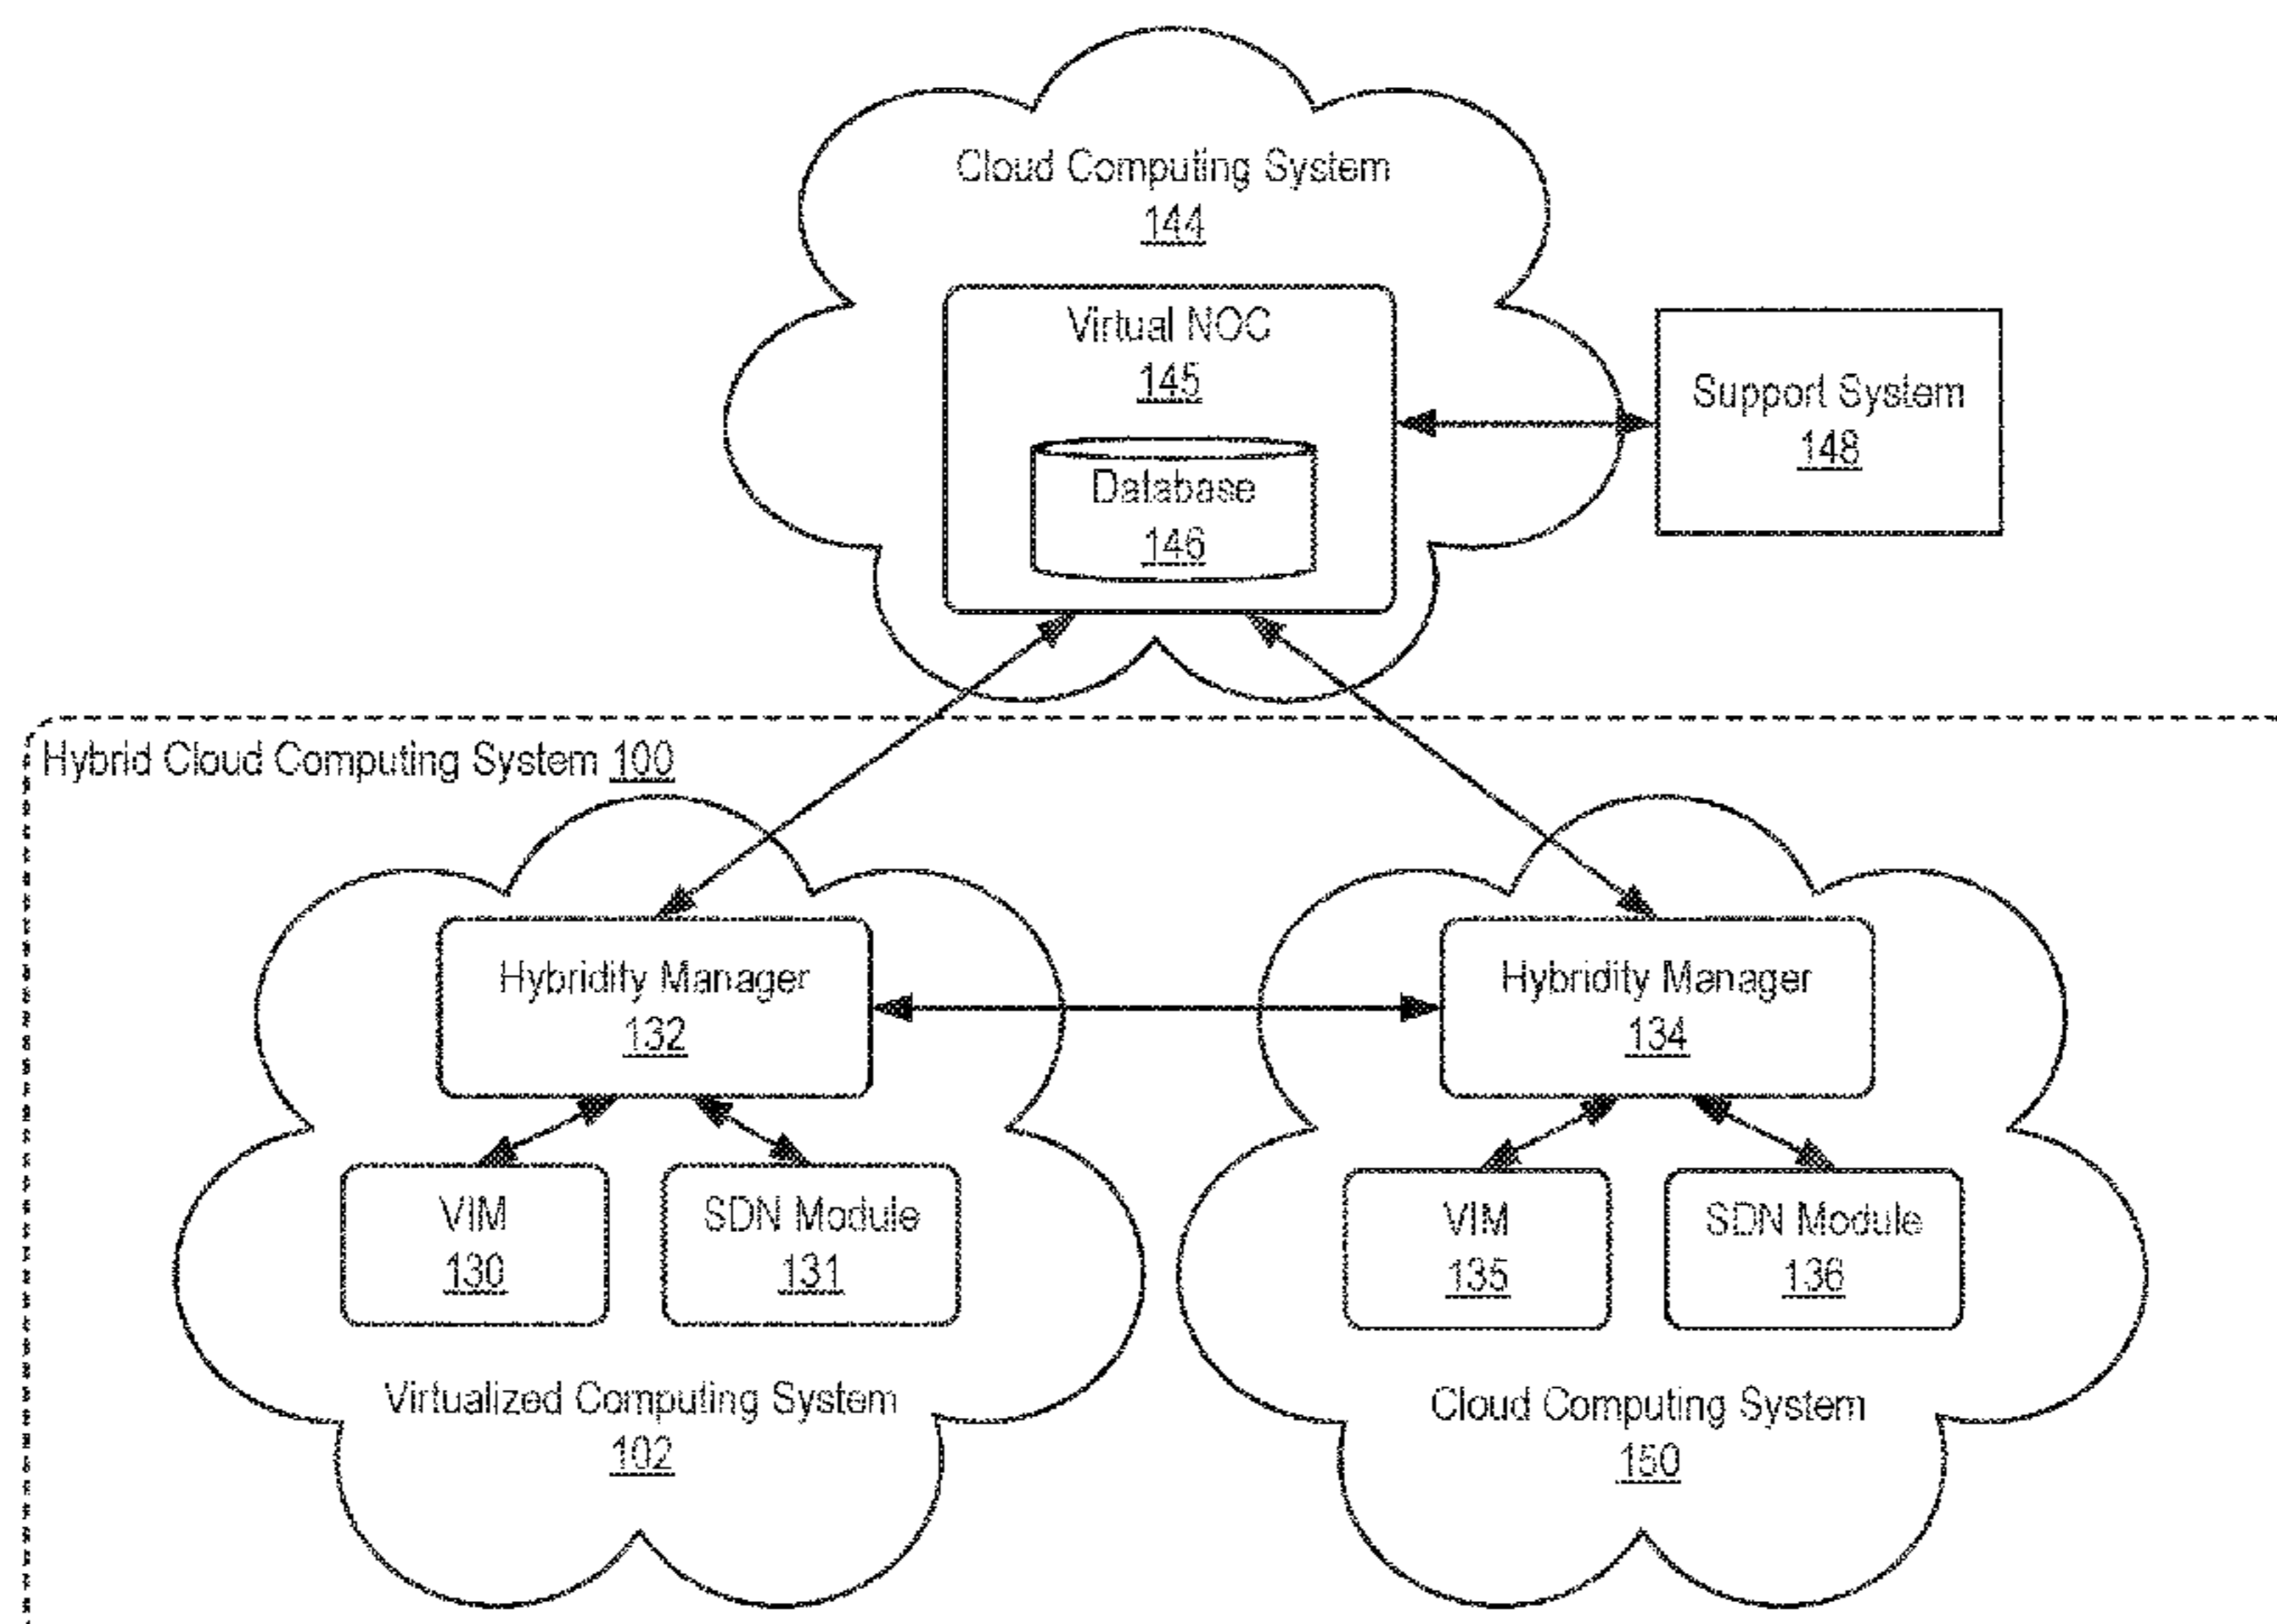 Cloud Computing System
144
Virtual NOC
145
Database
146
Support System
148
Hybrid Cloud Computing System 100
Hybridity Manager
132
Hybridity Manager
134
VIM
130
SDN Module
131
VIM
135
SDN Module
136
Virtualized Computing System
102
Cloud Computing System
150